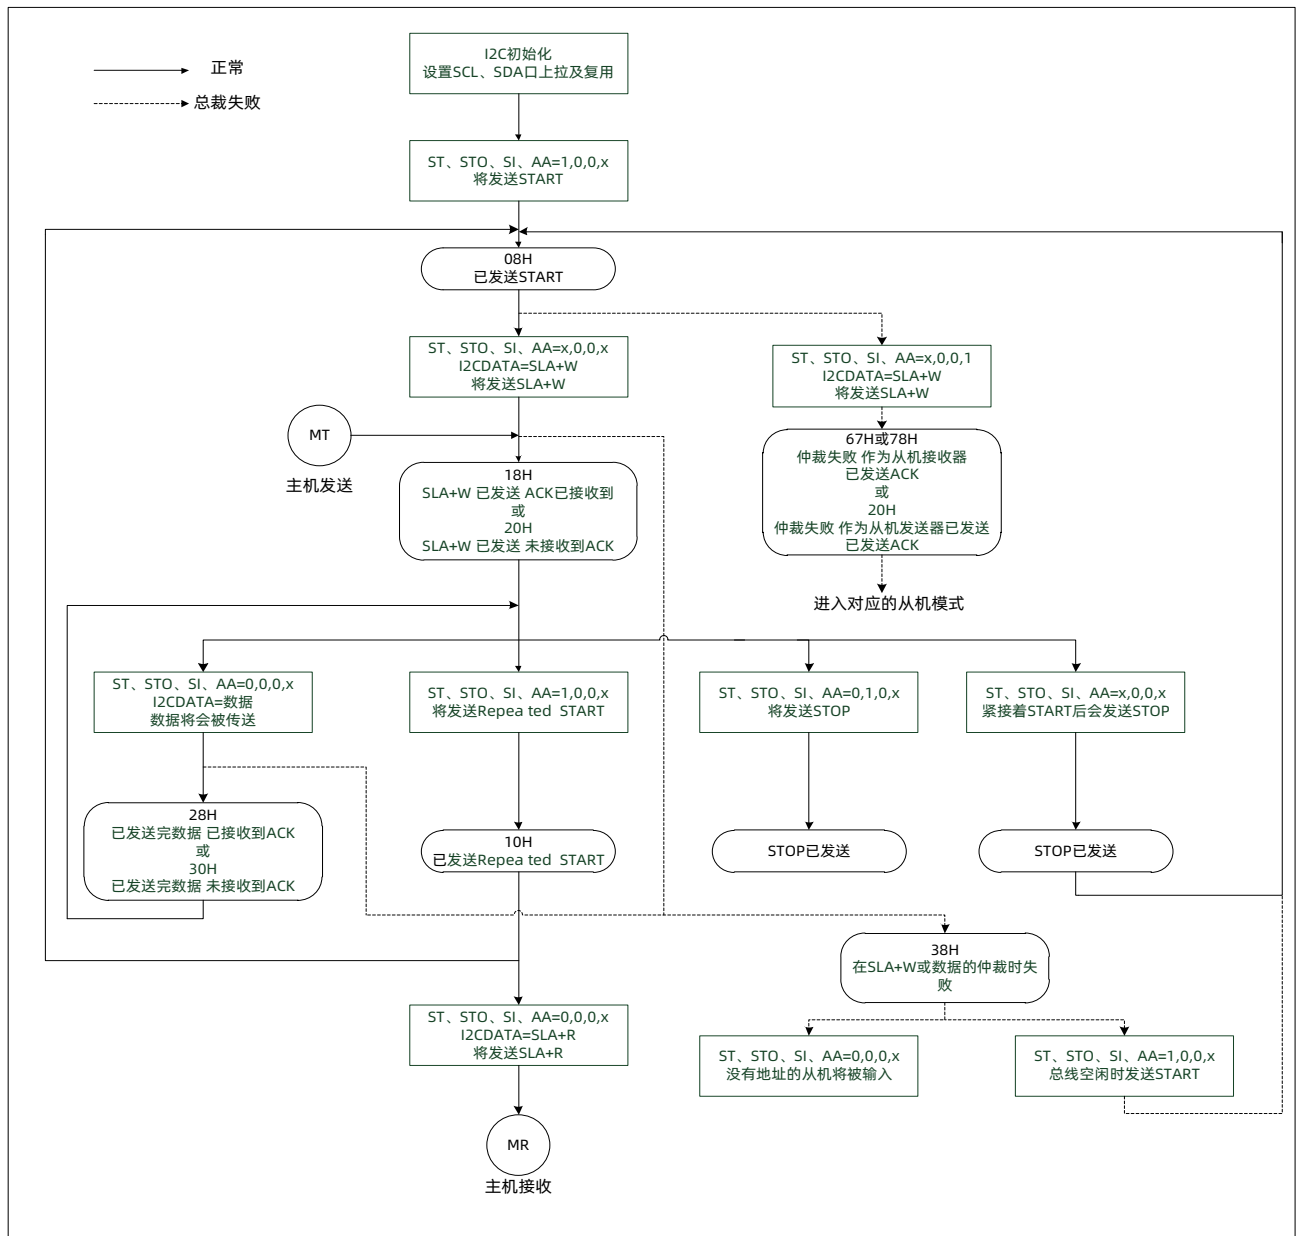 I2C初始化
设置SCL、SDA口上拉及复用
正常
总裁失败
ST、STO、SI、AA=1,0,0,x
将发送START
08H
已发送START
ST、STO、SI、AA=x,0,0,x
I2CDATA=SLA+W
将发送SLA+W
ST、STO、SI、AA=x,0,0,1
I2CDATA=SLA+W
将发送SLA+W
MT
主机发送
18H
SLA+W 已发送 ACK已接收到
或
20H
SLA+W 已发送 未接收到ACK
67H或78H
仲裁失败 作为从机接收器
已发送ACK
或
20H
仲裁失败 作为从机发送器已发送
已发送ACK
进入对应的从机模式
ST、STO、SI、AA=0,0,0,x
I2CDATA=数据
数据将会被传送
ST、STO、SI、AA=1,0,0,x
将发送Repea ted START
ST、STO、SI、AA=0,1,0,x
将发送STOP
ST、STO、SI、AA=x,0,0,x
紧接着START后会发送STOP
28H
已发送完数据 已接收到ACK
或
30H
已发送完数据 未接收到ACK
10H
已发送Repea ted START
STOP已发送
STOP已发送
38H
在SLA+W或数据的仲裁时失
败
ST、STO、SI、AA=0,0,0,x
I2CDATA=SLA+R
将发送SLA+R
ST、STO、SI、AA=0,0,0,x
没有地址的从机将被输入
ST、STO、SI、AA=1,0,0,x
总线空闲时发送START
MR
主机接收